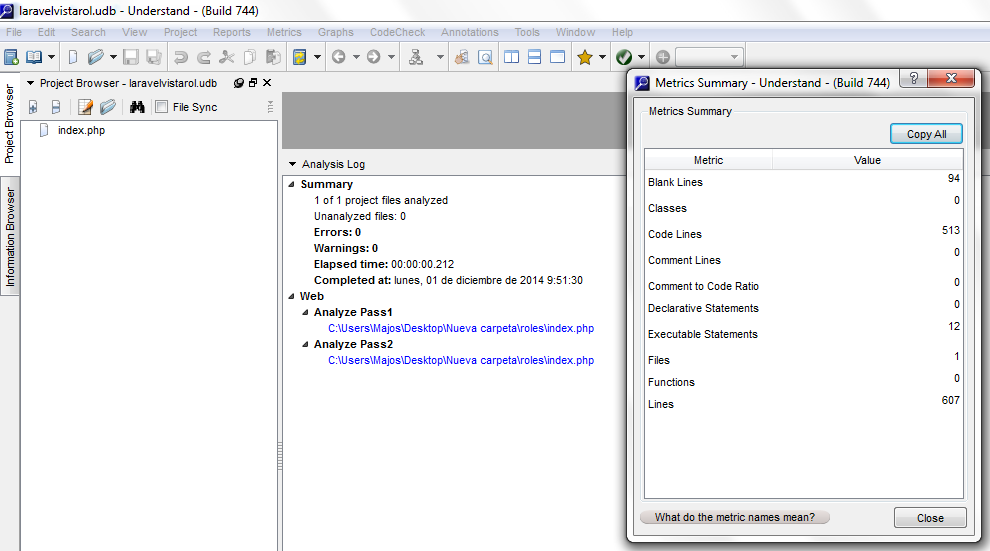 laravelvistarol.udb - Understand - (Build 744)
File Edit Search View Project Reports Metrics Graphs CodeCheck Annotations Tools Window Help
Project Browser
Information Browser
Project Browser - laravelvistarol.udb
File Sync
index.php
Analysis Log
Summary
1 of 1 project files analyzed
Unanalyzed files: 0
Errors: 0
Warnings: 0
Elapsed time: 00:00:00.212
Completed at: lunes, 01 de diciembre de 2014 9:51:30
Web
Analyze Pass1
C:\Users\Majos\Desktop\Nueva carpeta\roles\index.php
Analyze Pass2
C:\Users\Majos\Desktop\Nueva carpeta\roles\index.php
Metrics Summary - Understand - (Build 744)
Metrics Summary
Copy All
Metric Value
Blank Lines 94
Classes 0
Code Lines 513
Comment Lines 0
Comment to Code Ratio 0
Declarative Statements 0
Executable Statements 12
Files 1
Functions 0
Lines 607
What do the metric names mean?
Close